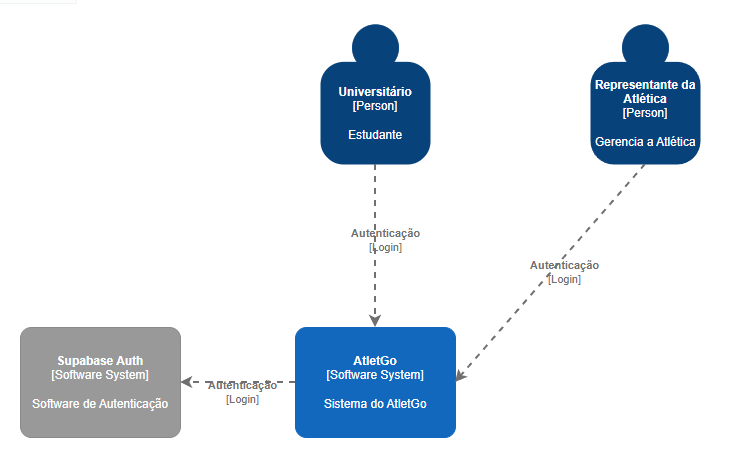 Universitário
[Person]
Estudante
Representante da
Atlética
[Person]
Gerencia a Atlética
Autenticação
[Login]
Autenticação
[Login]
Supabase Auth
[Software System]
Software de Autenticação
Autenticação
[Login]
AtletGo
[Software System]
Sistema do AtletGo